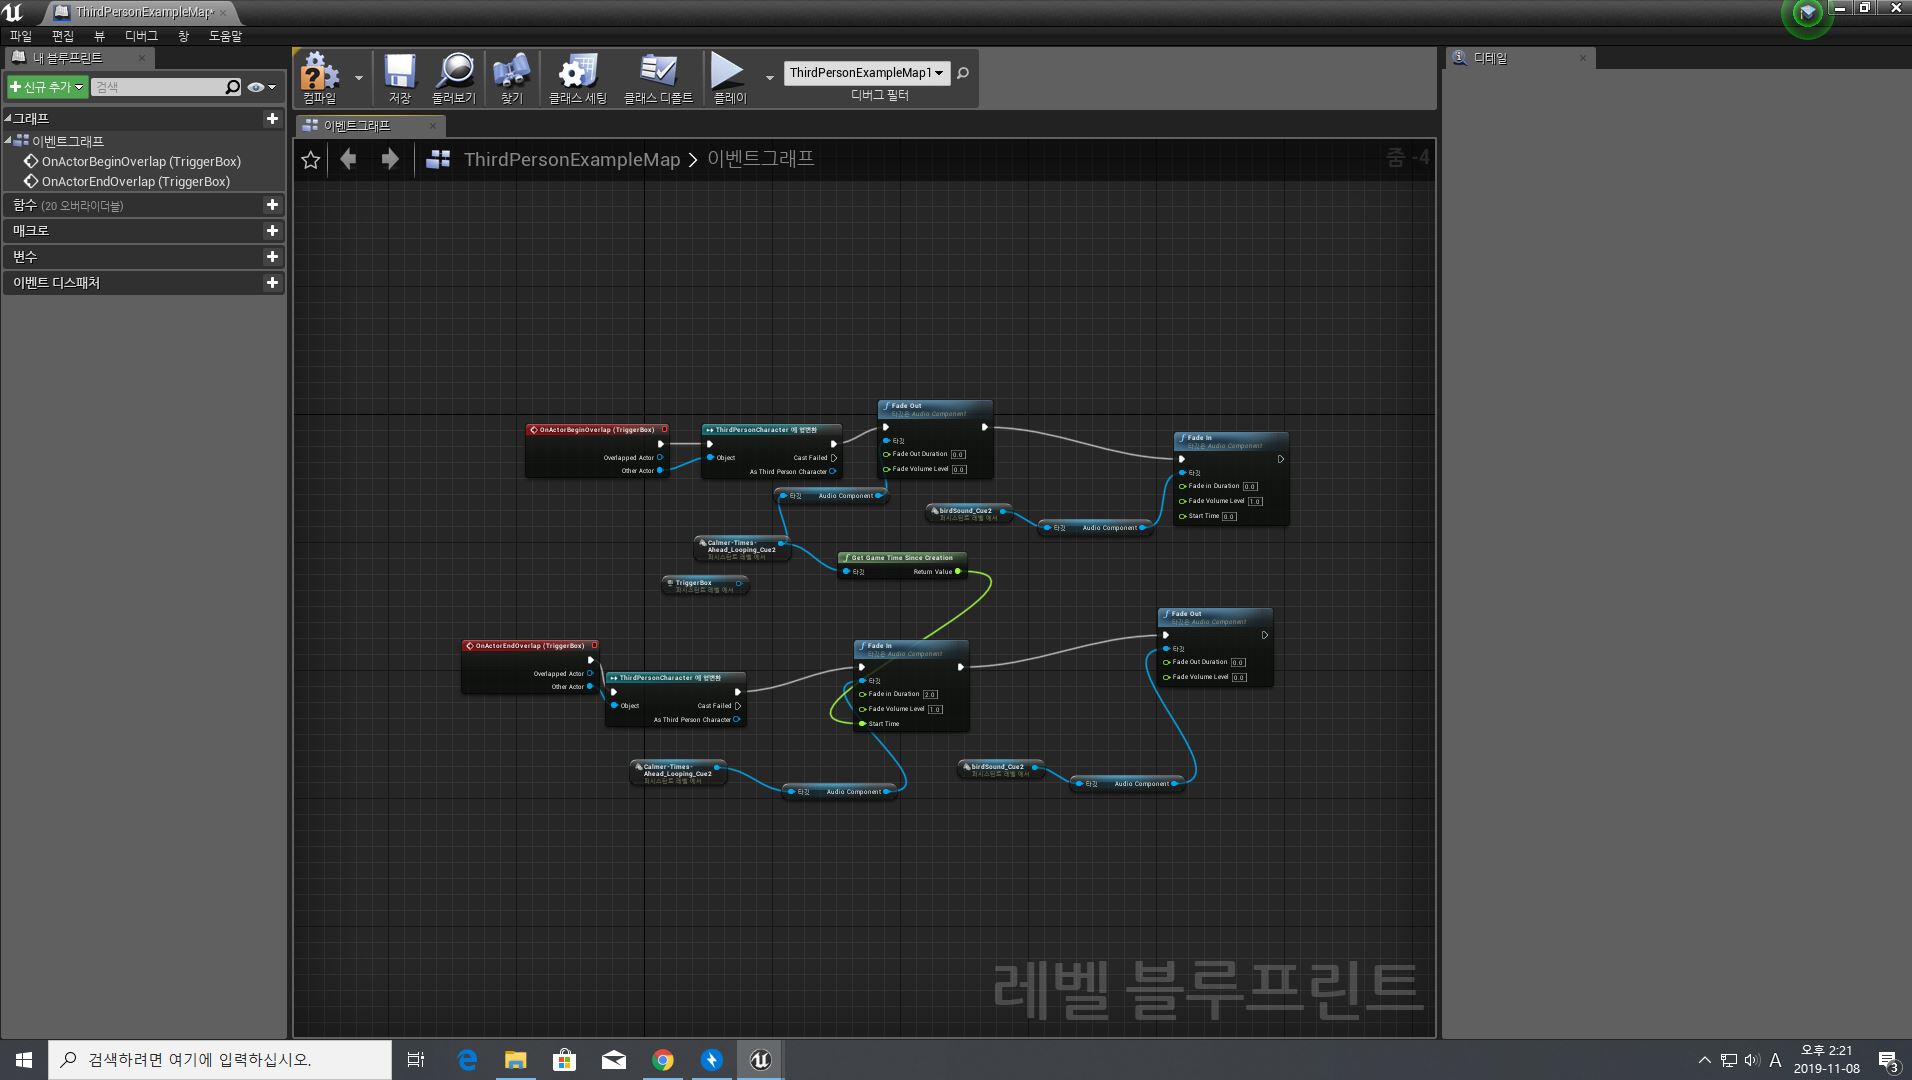 ThirdPersonExampleMap*
파일 편집 뷰 디버그 창 도움말
내 블루프린트
신규 추가
검색
그래프
이벤트그래프
OnActorBeginOverlap (TriggerBox)
OnActorEndOverlap (TriggerBox)
함수 (20 오버라이더블)
매크로
변수
이벤트 디스패처
컴파일
저장
둘러보기
찾기
클래스 세팅
클래스 디폴트
플레이
ThirdPersonExampleMap1
디버그 필터
디테일
이벤트그래프
ThirdPersonExampleMap > 이벤트그래프
줌 -4
OnActorBeginOverlap (TriggerBox)
Overlapped Actor
Other Actor
ThirdPersonCharacter 에 형변환
Object
Cast Failed
As Third Person Character
Fade Out
타깃은 Audio Component
타깃
Fade Out Duration 0.0
Fade Volume Level 0.0
Fade In
타깃은 Audio Component
타깃
Fade in Duration 0.0
Fade Volume Level 1.0
Start Time 0.0
타깃 Audio Component
birdSound_Cue2
퍼시스턴트 레벨 에서
타깃 Audio Component
Calmer-Times-
Ahead_Looping_Cue2
퍼시스턴트 레벨 에서
Get Game Time Since Creation
타깃 Return Value
TriggerBox
퍼시스턴트 레벨 에서
OnActorEndOverlap (TriggerBox)
Overlapped Actor
Other Actor
ThirdPersonCharacter 에 형변환
Object
Cast Failed
As Third Person Character
Fade In
타깃은 Audio Component
타깃
Fade in Duration 2.0
Fade Volume Level 1.0
Start Time
Fade Out
타깃은 Audio Component
타깃
Fade Out Duration 0.0
Fade Volume Level 0.0
Calmer-Times-
Ahead_Looping_Cue2
퍼시스턴트 레벨 에서
타깃 Audio Component
birdSound_Cue2
퍼시스턴트 레벨 에서
타깃 Audio Component
레벨 블루프린트
검색하려면 여기에 입력하십시오.
A
오후 2:21
2019-11-08
3